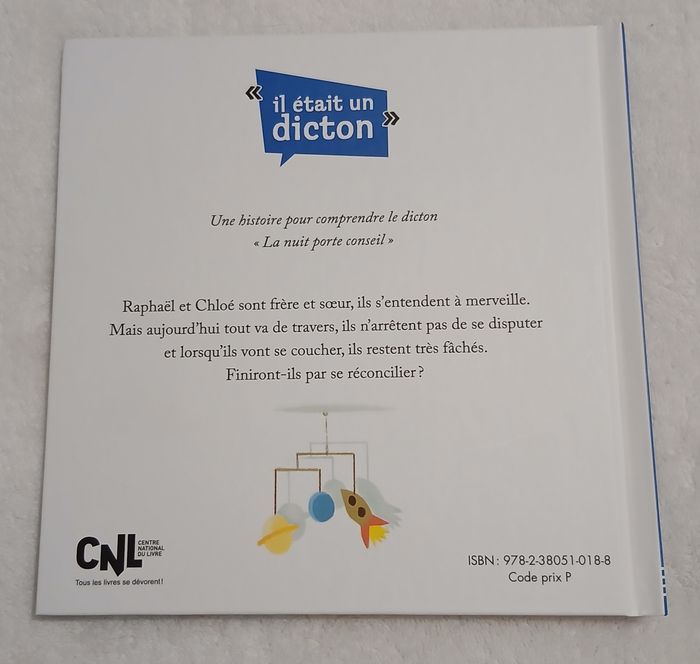 « il était un
dicton »
Une histoire pour comprendre le dicton
« La nuit porte conseil »
Raphaël et Chloé sont frère et sœur, ils s'entendent à merveille.
Mais aujourd'hui tout va de travers, ils n'arrêtent pas de se disputer
et lorsqu'ils vont se coucher, ils restent très fâchés.
Finiront-ils par se réconcilier ?
CNL CENTRE
NATIONAL
DU LIVRE
Tous les livres se dévorent !
ISBN : 978-2-38051-018-8
Code prix P